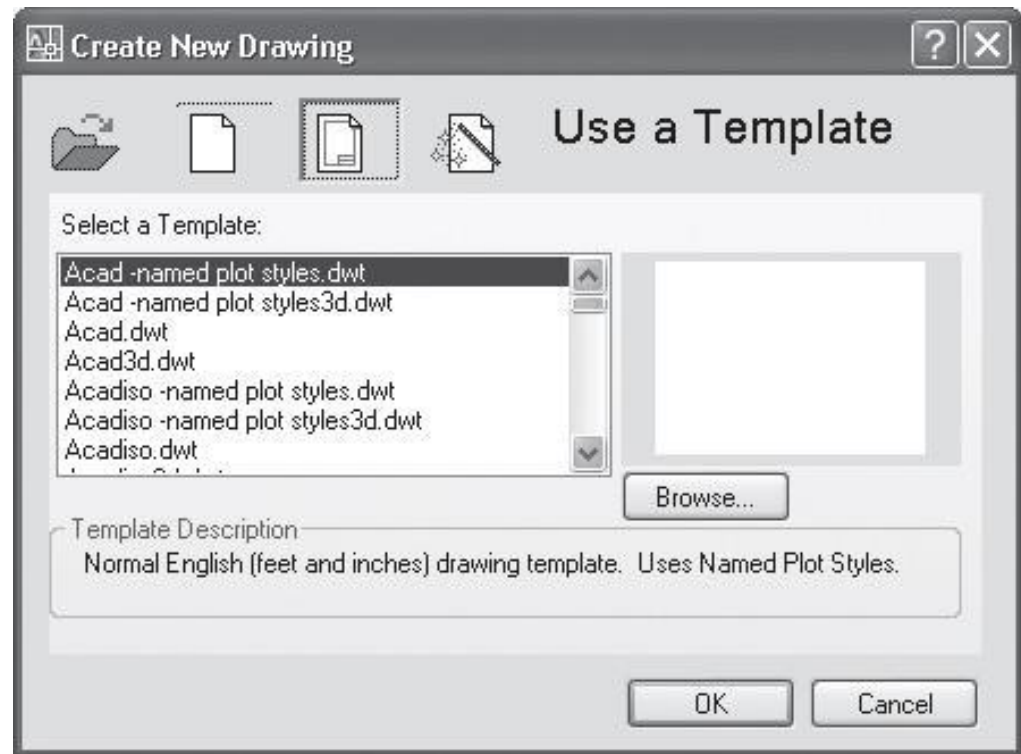 Create New Drawing
Use a Template
Select a Template:
Acad -named plot styles.dwt
Acad -named plot styles3d.dwt
Acad.dwt
Acad3d.dwt
Acadiso -named plot styles.dwt
Acadiso -named plot styles3d.dwt
Acadiso.dwt
Browse...
Template Description
Normal English (feet and inches) drawing template. Uses Named Plot Styles.
OK
Cancel